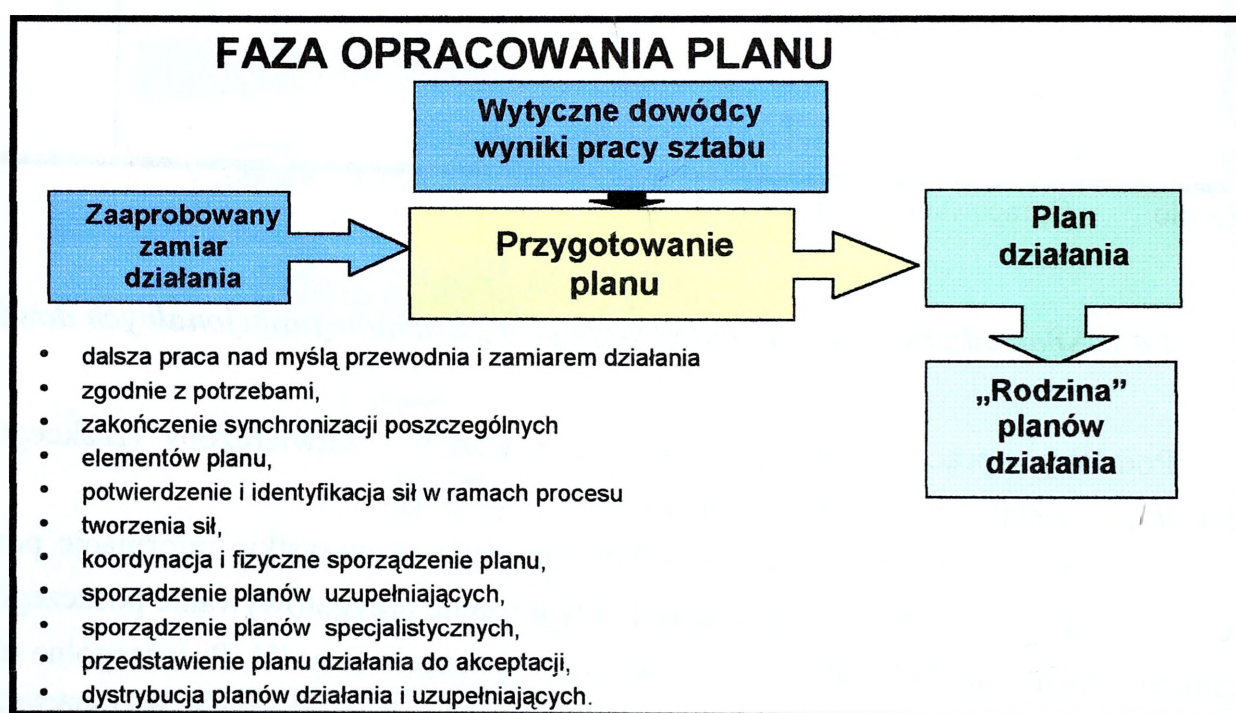 FAZA OPRACOWANIA PLANU
Wytyczne dowódcy
wyniki pracy sztabu
Zaaprobowany
zamiar
działania
Przygotowanie
planu
Plan
działania
„Rodzina”
planów
działania
• dalsza praca nad myślą przewodnia i zamiarem działania
• zgodnie z potrzebami,
• zakończenie synchronizacji poszczególnych
• elementów planu,
• potwierdzenie i identyfikacja sił w ramach procesu
• tworzenia sił,
• koordynacja i fizyczne sporządzenie planu,
• sporządzenie planów uzupełniających,
• sporządzenie planów specjalistycznych,
• przedstawienie planu działania do akceptacji,
• dystrybucja planów działania i uzupełniających.